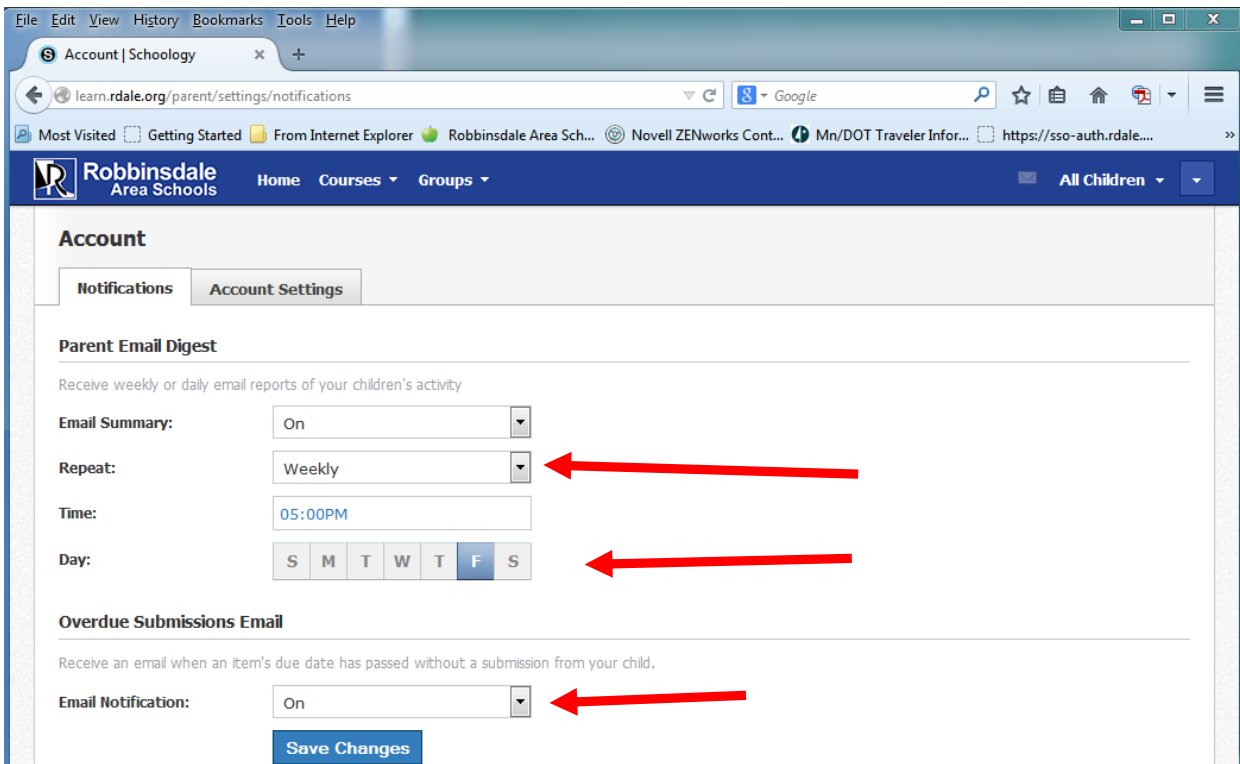 File Edit View History Bookmarks Tools Help
Account | Schoology
learn.rdale.org/parent/settings/notifications Google
Most Visited Getting Started From Internet Explorer Robbinsdale Area Sch... Novell ZENworks Cont... Mn/DOT Traveler Infor... https://sso-auth.rdale....
Robbinsdale
Area Schools
Home Courses Groups All Children
Account
Notifications Account Settings
Parent Email Digest
Receive weekly or daily email reports of your children's activity
Email Summary: On
Repeat: Weekly
Time: 05:00PM
Day: S M T W T F S
Overdue Submissions Email
Receive an email when an item's due date has passed without a submission from your child.
Email Notification: On
Save Changes